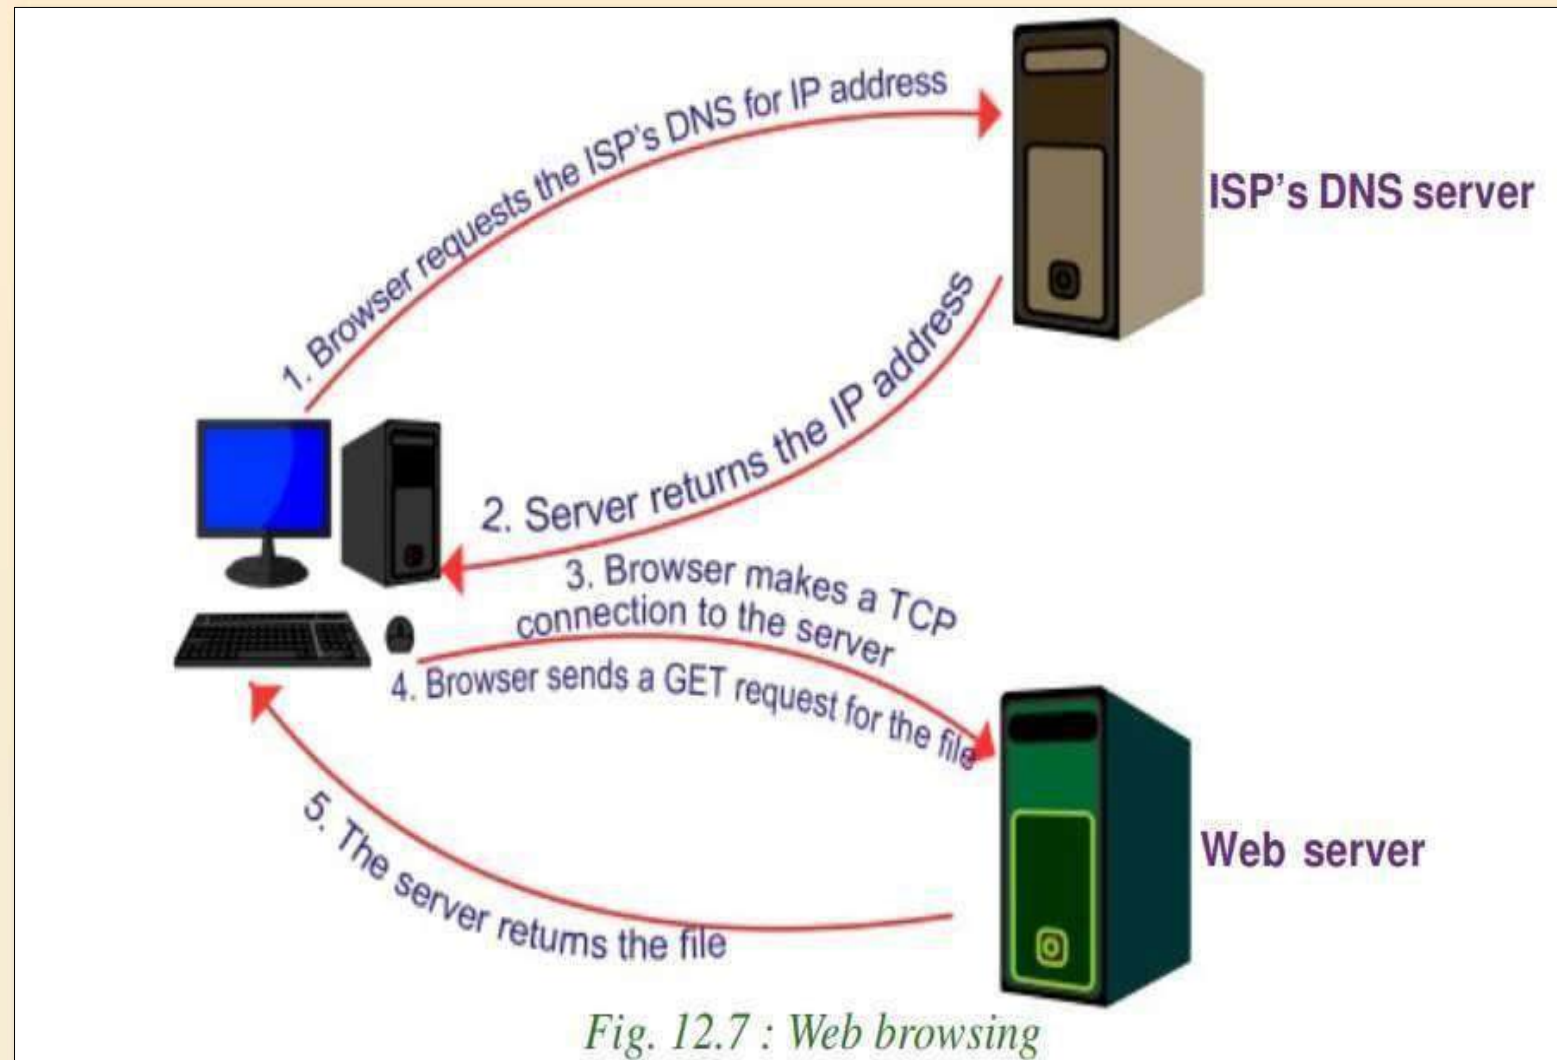 1. Browser requests the ISP's DNS for IP address
ISP's DNS server
2. Server returns the IP address
3. Browser makes a TCP
connection to the server
4. Browser sends a GET request for the file
5. The server returns the file
Web server
Fig. 12.7 : Web browsing